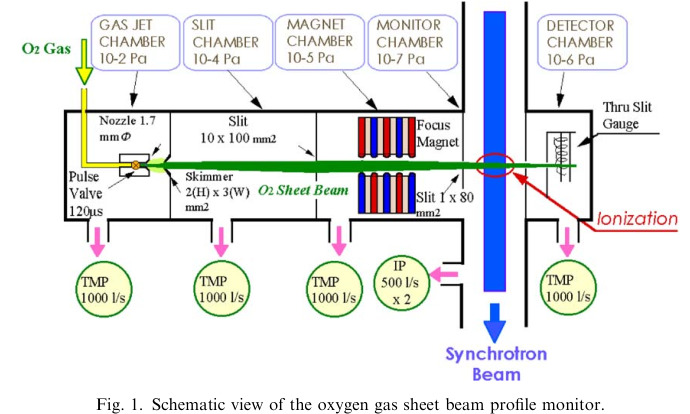 GAS JET
CHAMBER
10-2 Pa
SLIT
CHAMBER
10-4 Pa
MAGNET
CHAMBER
10-5 Pa
MONITOR
CHAMBER
10-7 Pa
DETECTOR
CHAMBER
10-6 Pa
O2 Gas
Nozzle 1.7
mmΦ
Slit
10 x 100 mm2
Focus
Magnet
Thru Slit
Gauge
Pulse
Valve
120μs
Skimmer
2(H) x 3(W)
mm2
O2 Sheet Beam
Slit 1 x 80
mm2
Ionization
TMP
1000 l/s
TMP
1000 l/s
TMP
1000 l/s
IP
500 l/s
x 2
TMP
1000 l/s
Synchrotron
Beam
Fig. 1. Schematic view of the oxygen gas sheet beam profile monitor.